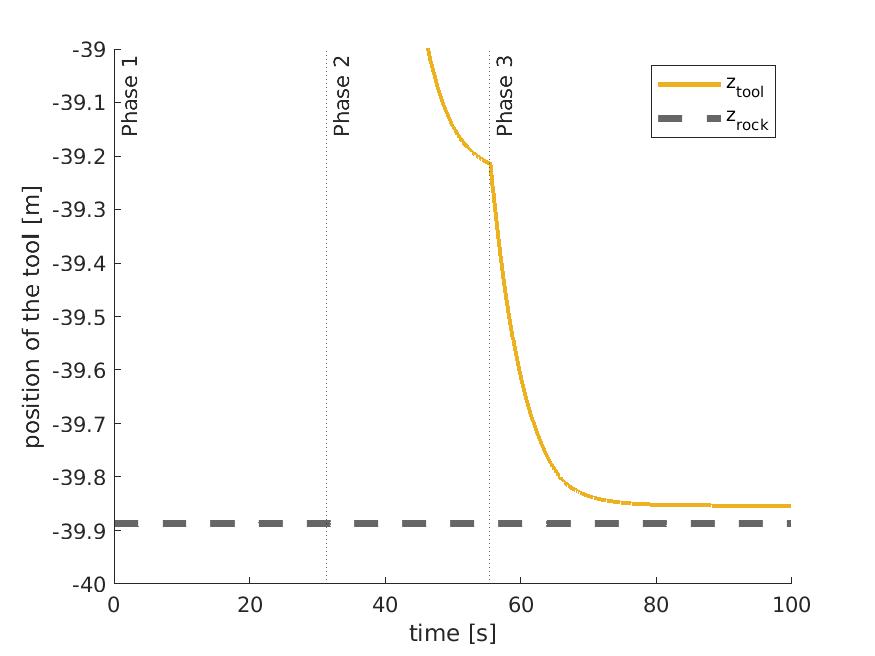 Phase 1
Phase 2
Phase 3
z_tool
z_rock
position of the tool [m]
-39
-39.1
-39.2
-39.3
-39.4
-39.5
-39.6
-39.7
-39.8
-39.9
-40
0 20 40 60 80 100
time [s]